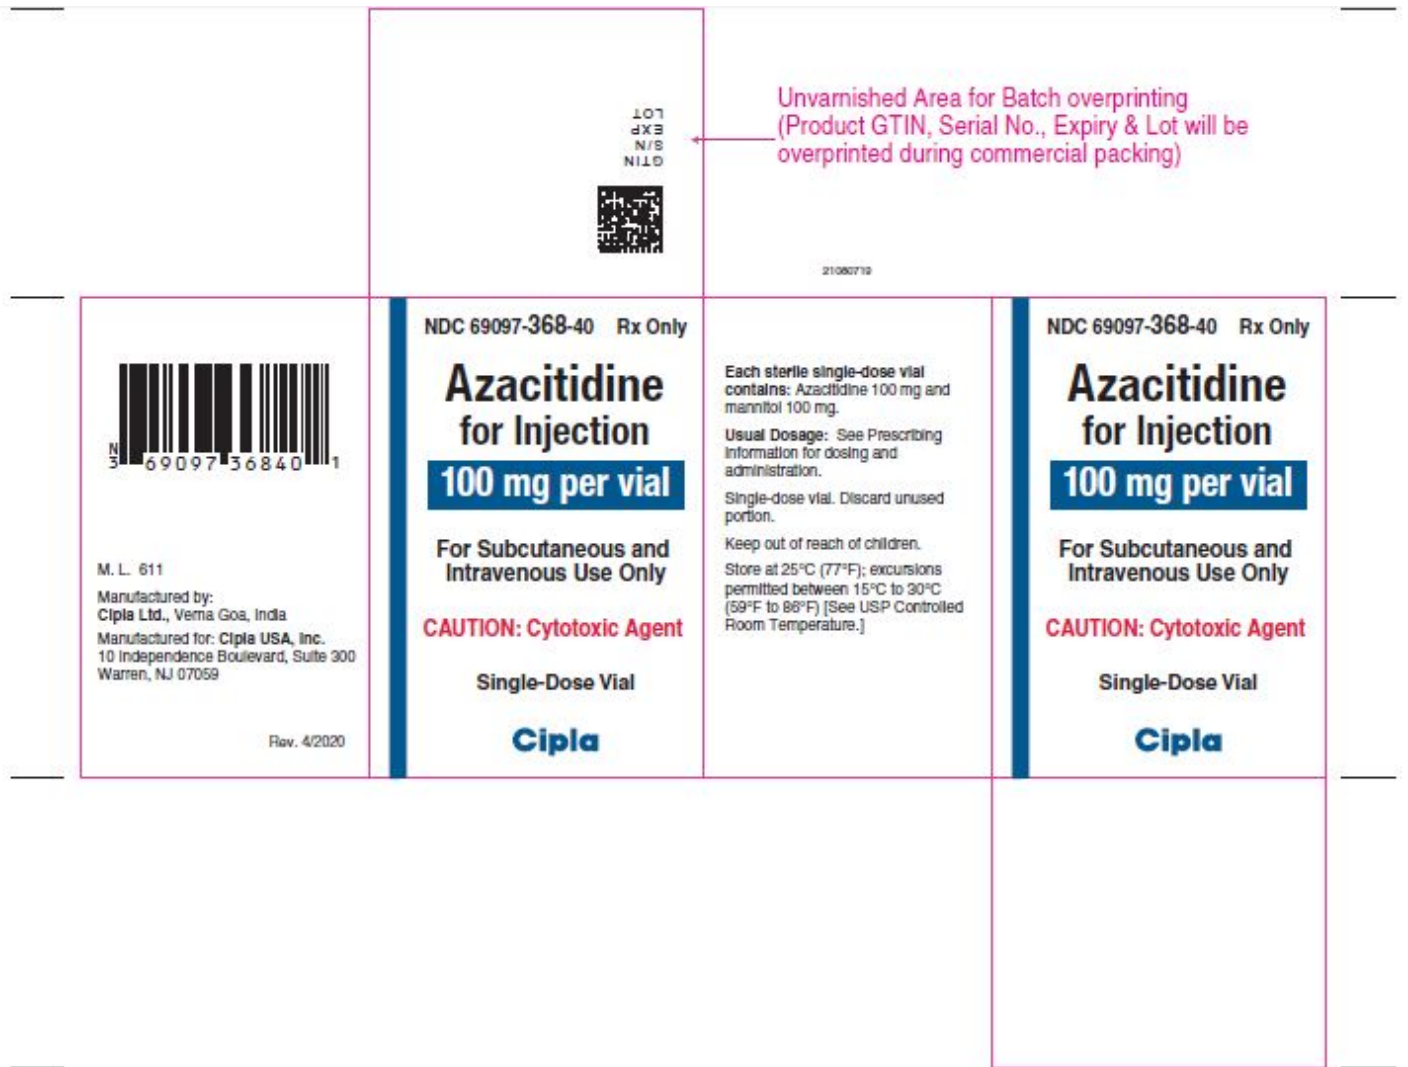 LOT
EXP
S/N
GTIN
Unvarnished Area for Batch overprinting
(Product GTIN, Serial No., Expiry & Lot will be
overprinted during commercial packing)
21080719
N
3 69097 36840 1
M. L. 611
Manufactured by:
Cipla Ltd., Verna Goa, India
Manufactured for: Cipla USA, Inc.
10 Independence Boulevard, Suite 300
Warren, NJ 07059
Rev. 4/2020
NDC 69097-368-40 Rx Only
Azacitidine
for Injection
100 mg per vial
For Subcutaneous and
Intravenous Use Only
CAUTION: Cytotoxic Agent
Single-Dose Vial
Cipla
Each sterile single-dose vial
contains: Azacitidine 100 mg and
mannitol 100 mg.
Usual Dosage: See Prescribing
Information for dosing and
administration.
Single-dose vial. Discard unused
portion.
Keep out of reach of children.
Store at 25°C (77°F); excursions
permitted between 15°C to 30°C
(59°F to 86°F) [See USP Controlled
Room Temperature.]
NDC 69097-368-40 Rx Only
Azacitidine
for Injection
100 mg per vial
For Subcutaneous and
Intravenous Use Only
CAUTION: Cytotoxic Agent
Single-Dose Vial
Cipla